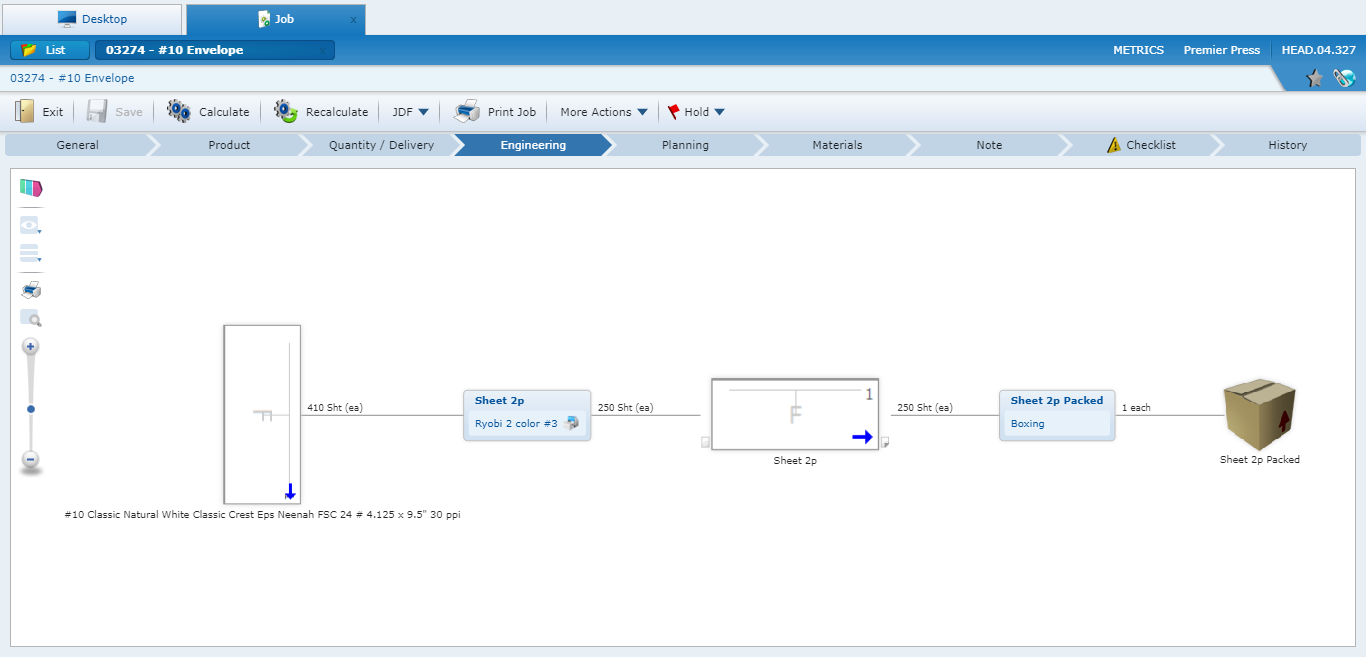 Desktop
Job
x
List
03274 - #10 Envelope
x
METRICS
Premier Press
HEAD.04.327
03274 - #10 Envelope
Exit
Save
Calculate
Recalculate
JDF
Print Job
More Actions
Hold
General
Product
Quantity / Delivery
Engineering
Planning
Materials
Note
Checklist
History
F
410 Sht (ea)
Sheet 2p
Ryobi 2 color #3
250 Sht (ea)
1
F
Sheet 2p
250 Sht (ea)
Sheet 2p Packed
Boxing
1 each
Sheet 2p Packed
#10 Classic Natural White Classic Crest Eps Neenah FSC 24 # 4.125 x 9.5" 30 ppi